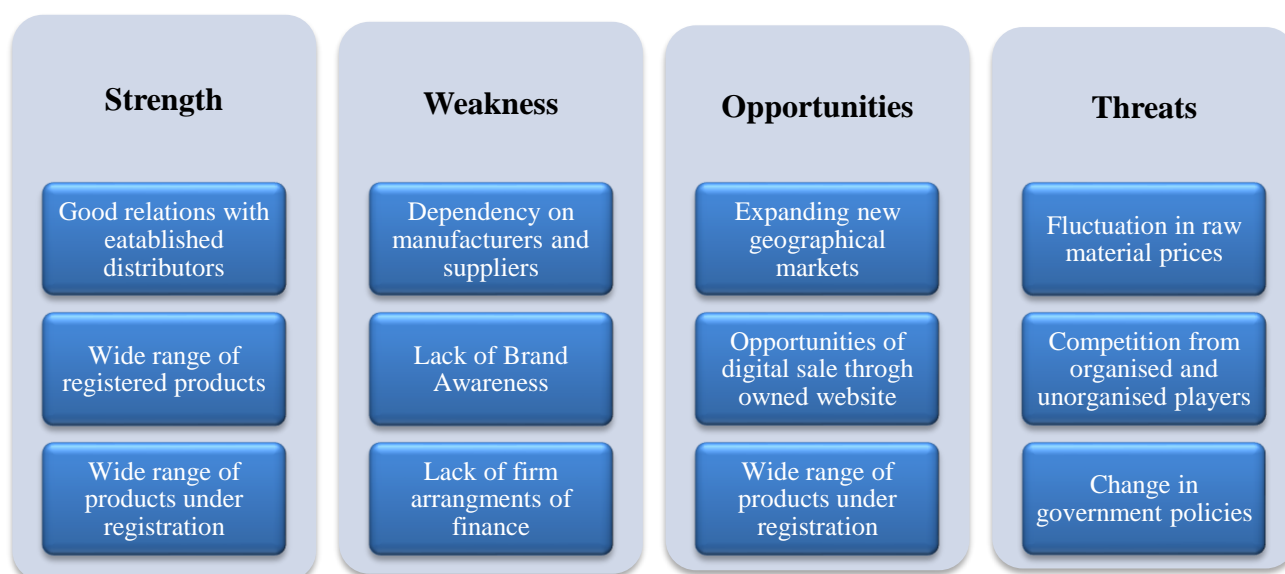 Strength
Good relations with
eatablished
distributors
Wide range of
registered products
Wide range of
products under
registration
Weakness
Dependency on
manufacturers and
suppliers
Lack of Brand
Awareness
Lack of firm
arrangments of
finance
Opportunities
Expanding new
geographical
markets
Opportunities of
digital sale throgh
owned website
Wide range of
products under
registration
Threats
Fluctuation in raw
material prices
Competition from
organised and
unorganised players
Change in
government policies